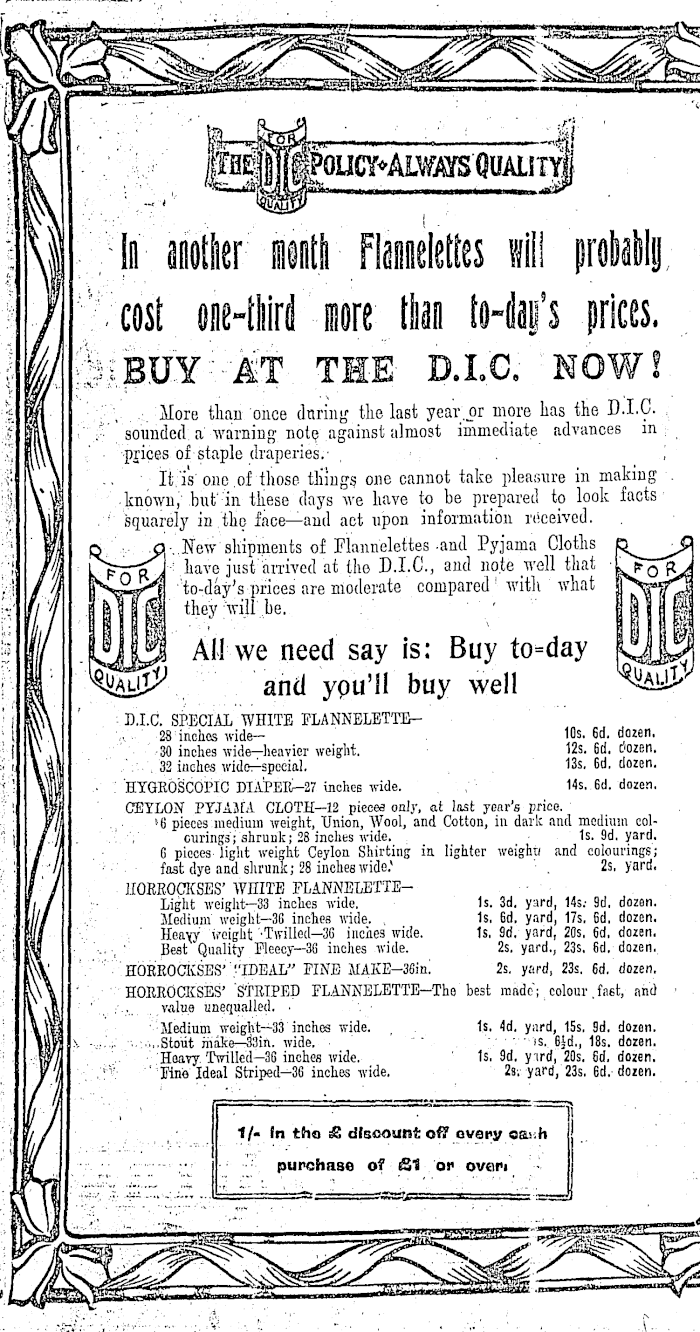 THE DIC POLICY ALWAYS QUALITY
FOR
QUALITY
In another month Flannelettes will probably
cost one-third more than to-day's prices.
BUY AT THE D.I.C. NOW!
More than once during the last year or more has the D.I.C.
sounded a warning note against almost immediate advances in
prices of staple draperies.
It is one of those things one cannot take pleasure in making
known, but in these days we have to be prepared to look facts
squarely in the face—and act upon information received.
FOR
DIC
QUALITY
New shipments of Flannelettes and Pyjama Cloths
have just arrived at the D.I.C., and note well that
to-day's prices are moderate compared with what
they will be.
FOR
DIC
QUALITY
All we need say is: Buy to=day
and you'll buy well
D.I.C. SPECIAL WHITE FLANNELETTE—
28 inches wide— 10s. 6d. dozen.
30 inches wide—heavier weight. 12s. 6d. dozen.
32 inches wide—special. 13s. 6d. dozen.
HYGROSCOPIC DIAPER—27 inches wide. 14s. 6d. dozen.
CEYLON PYJAMA CLOTH—12 pieces only, at last year's price.
6 pieces medium weight, Union, Wool, and Cotton, in dark and medium col-
ourings; shrunk; 28 inches wide. 1s. 9d. yard.
6 pieces light weight Ceylon Shirting in lighter weight and colourings;
fast dye and shrunk; 28 inches wide. 2s. yard.
HORROCKSES' WHITE FLANNELETTE—
Light weight—33 inches wide. 1s. 3d. yard, 14s. 9d. dozen.
Medium weight—36 inches wide. 1s. 6d. yard, 17s. 6d. dozen.
Heavy weight Twilled—36 inches wide. 1s. 9d. yard, 20s. 6d. dozen.
Best Quality Fleecy—36 inches wide. 2s. yard., 23s. 6d. dozen.
HORROCKSES' "IDEAL" FINE MAKE—36in. 2s. yard, 23s. 6d. dozen.
HORROCKSES' STRIPED FLANNELETTE—The best made; colour fast, and
value unequalled.
Medium weight—33 inches wide. 1s. 4d. yard, 15s. 9d. dozen.
Stout make—33in. wide. s. 6½d., 18s. dozen.
Heavy Twilled—36 inches wide. 1s. 9d. yard, 20s. 6d. dozen.
Fine Ideal Striped—36 inches wide. 2s. yard, 23s. 6d. dozen.
1/- in the £ discount off every cash
purchase of £1 or over.